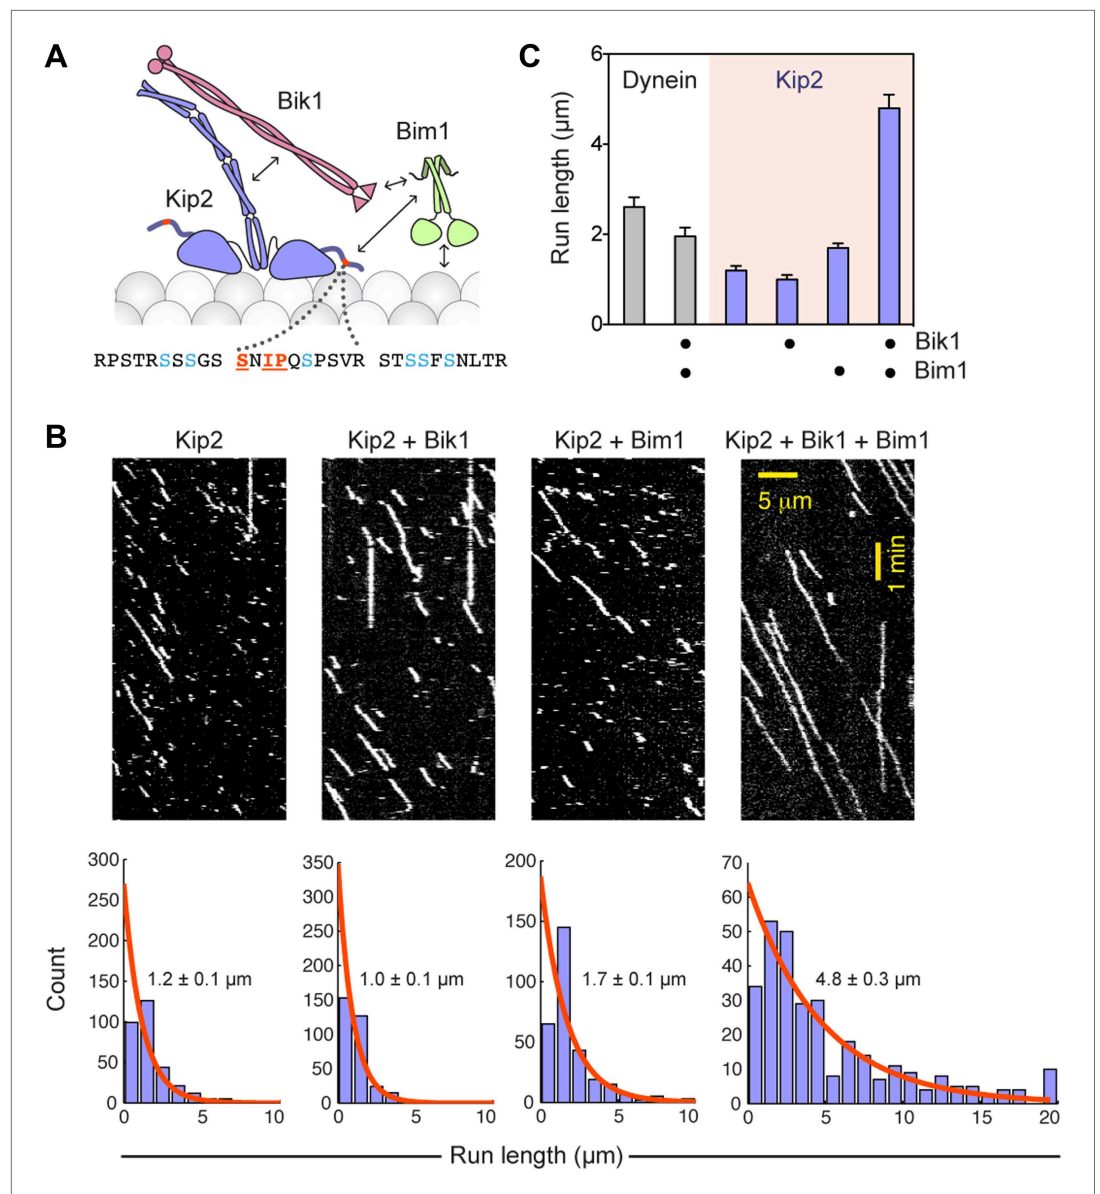 A
Bik1
Bim1
Kip2
RPSTRSSSGS SNIPQSPSVR STSSFSNLTR
C
6
4
2
0
Run length (µm)
Dynein
Kip2
Bik1
Bim1
B
Kip2
Kip2 + Bik1
Kip2 + Bim1
Kip2 + Bik1 + Bim1
5 µm
1 min
Count
300
250
200
150
100
50
0
1.2 ± 0.1 µm
0 5 10
350
300
250
200
150
100
50
0
1.0 ± 0.1 µm
0 5 10
200
150
100
50
0
1.7 ± 0.1 µm
0 5 10
70
60
50
40
30
20
10
0
4.8 ± 0.3 µm
0 5 10 15 20
Run length (µm)